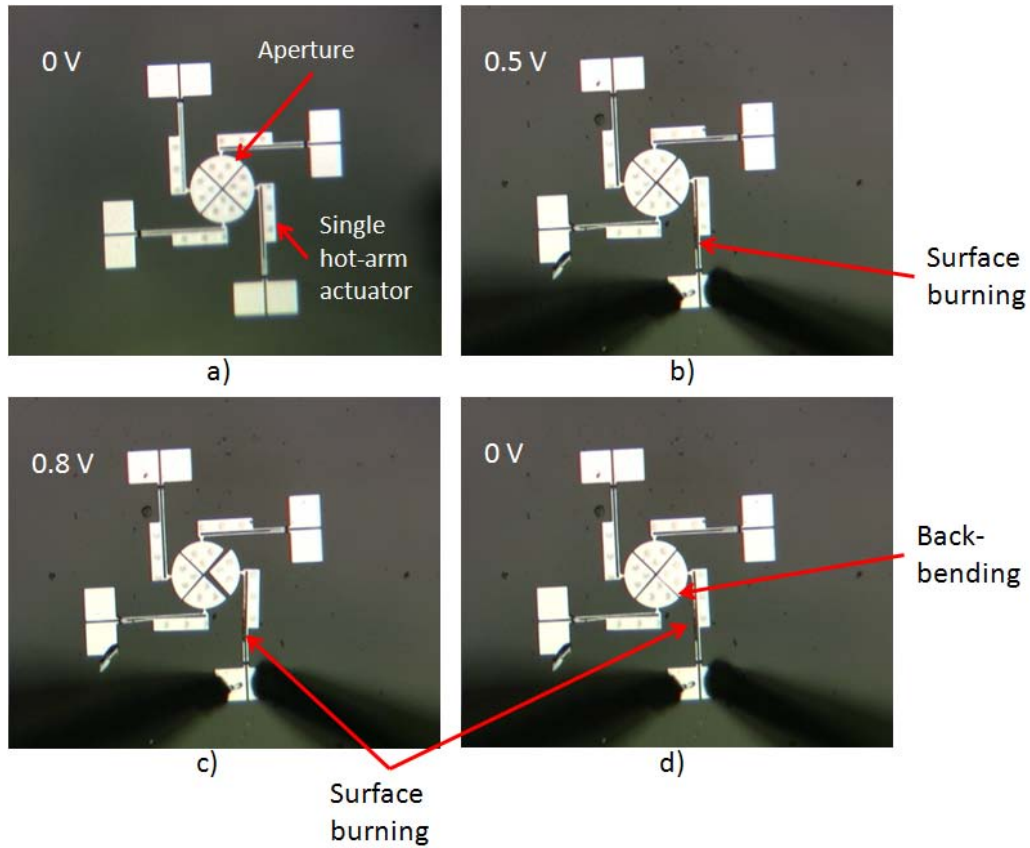 0 V
Aperture
Single
hot-arm
actuator
a)
0.5 V
Surface
burning
b)
0.8 V
c)
Surface
burning
0 V
Back-
bending
d)